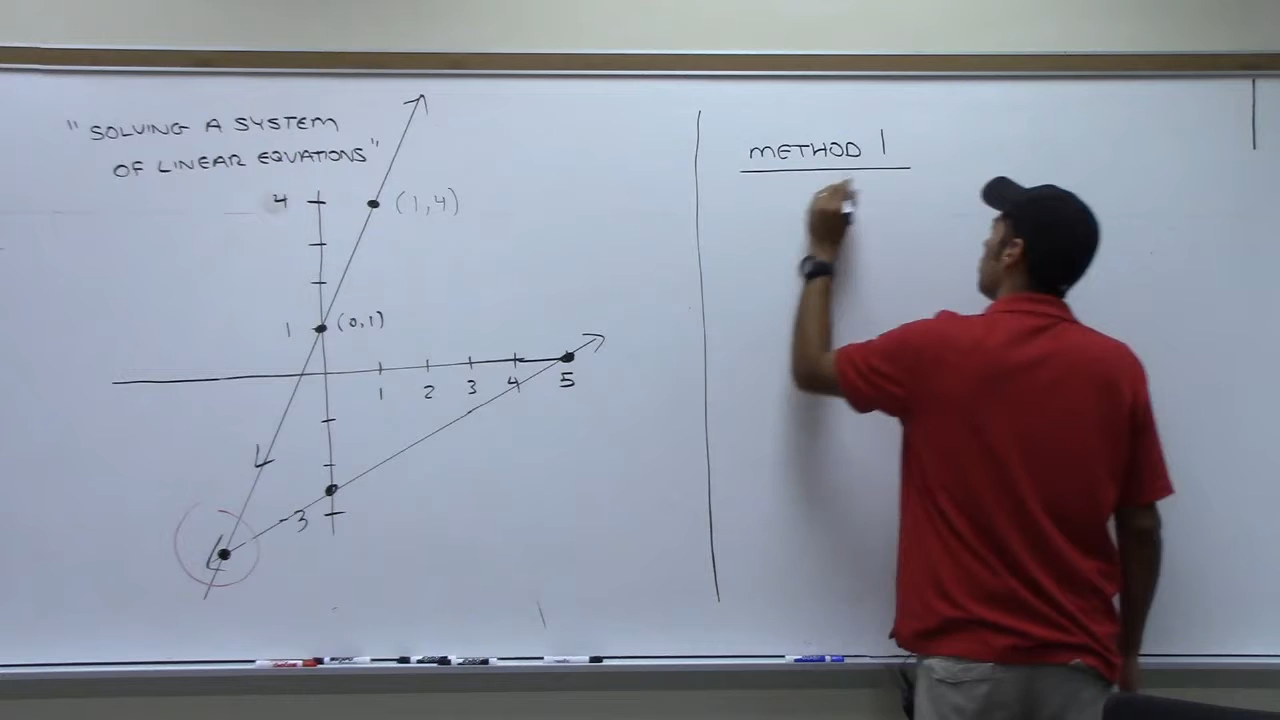 "SOLVING A SYSTEM
OF LINEAR EQUATIONS"
METHOD 1
4
(1,4)
1
(0,1)
1 2 3 4 5
-3